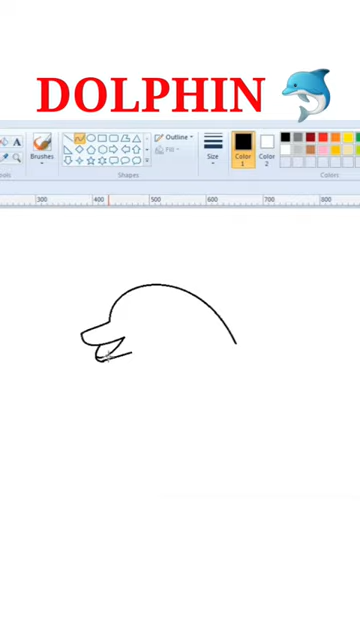 DOLPHIN
A
Outline
Brushes
Fill
Size
Color
1
Color
2
Shapes
Colors
300 400 500 600 700 800